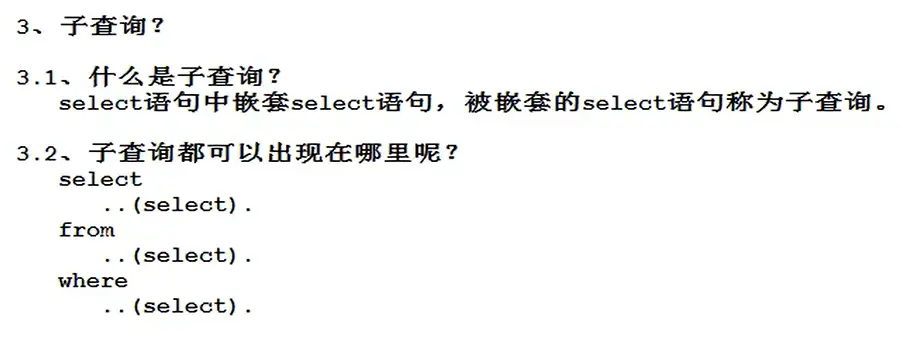 3、子查询？
3.1、什么是子查询？
select语句中嵌套select语句，被嵌套的select语句称为子查询。
3.2、子查询都可以出现在哪里呢？
select
..(select).
from
..(select).
where
..(select).